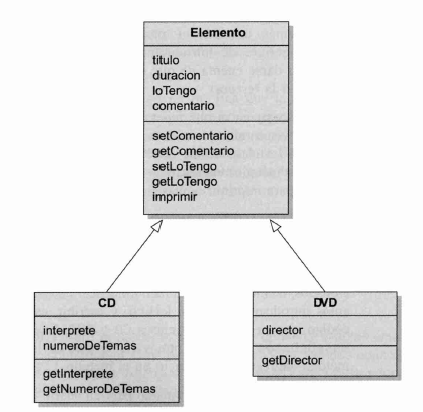 Elemento
titulo
duracion
loTengo
comentario
setComentario
getComentario
setLoTengo
getLoTengo
imprimir
CD
interprete
numeroDeTemas
getInterprete
getNumeroDeTemas
DVD
director
getDirector